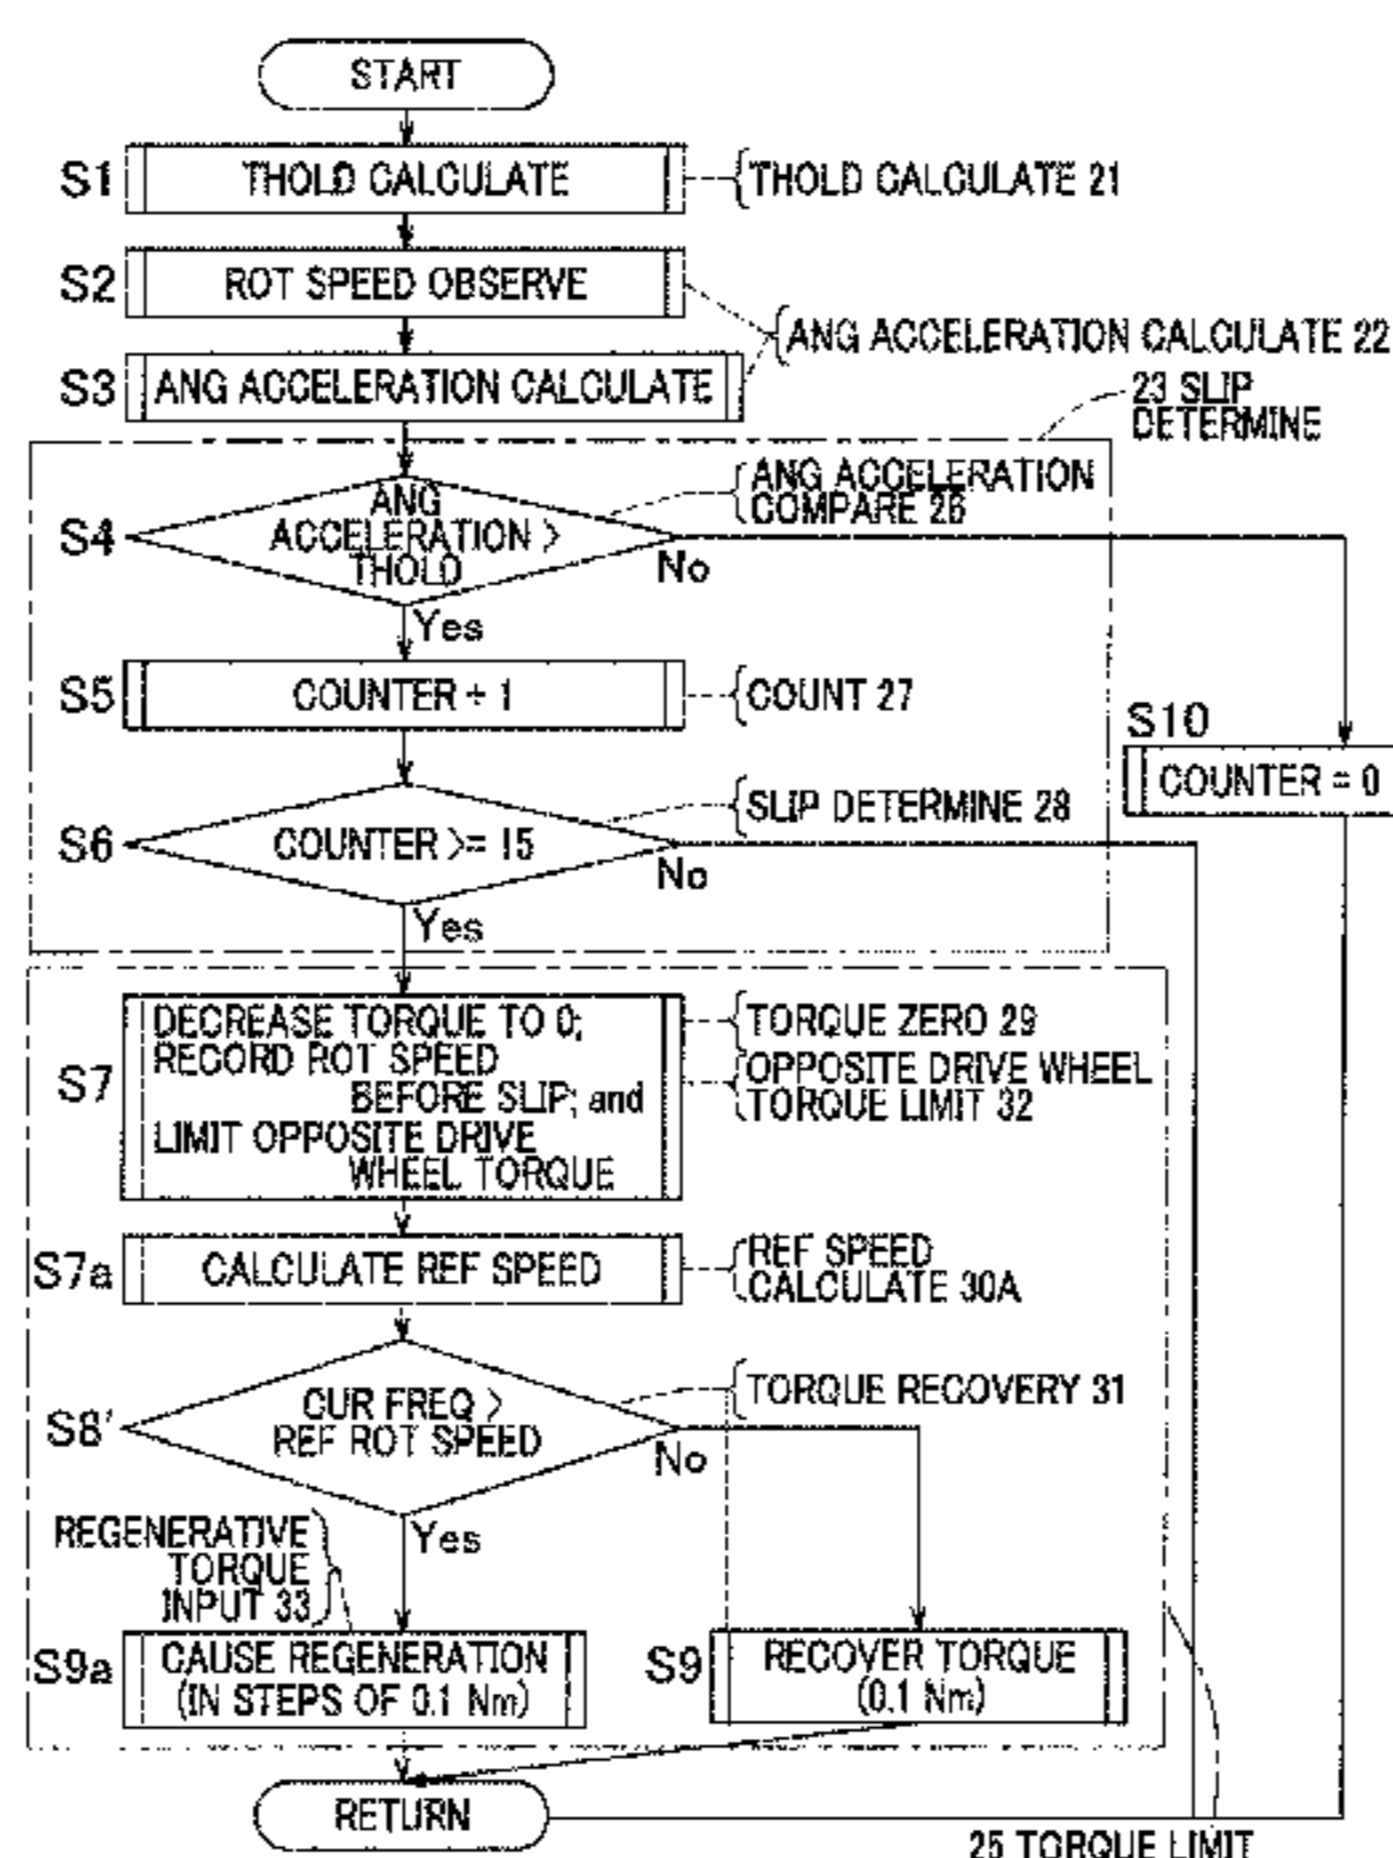 START
S1
THOLD CALCULATE
THOLD CALCULATE 21
S2
ROT SPEED OBSERVE
ANG ACCELERATION CALCULATE 22
S3
ANG ACCELERATION CALCULATE
23 SLIP
DETERMINE
S4
ANG
ACCELERATION >
THOLD
ANG ACCELERATION
COMPARE 26
No
Yes
S5
COUNTER + 1
COUNT 27
S10
COUNTER = 0
S6
COUNTER >= 15
SLIP DETERMINE 28
No
Yes
S7
DECREASE TORQUE TO 0;
RECORD ROT SPEED
BEFORE SLIP; and
LIMIT OPPOSITE DRIVE
WHEEL TORQUE
TORQUE ZERO 29
OPPOSITE DRIVE WHEEL
TORQUE LIMIT 32
S7a
CALCULATE REF SPEED
REF SPEED
CALCULATE 30A
S8'
CUR FREQ >
REF ROT SPEED
TORQUE RECOVERY 31
No
Yes
REGENERATIVE
TORQUE
INPUT 33
S9a
CAUSE REGENERATION
(IN STEPS OF 0.1 Nm)
S9
RECOVER TORQUE
(0.1 Nm)
RETURN
25 TORQUE LIMIT